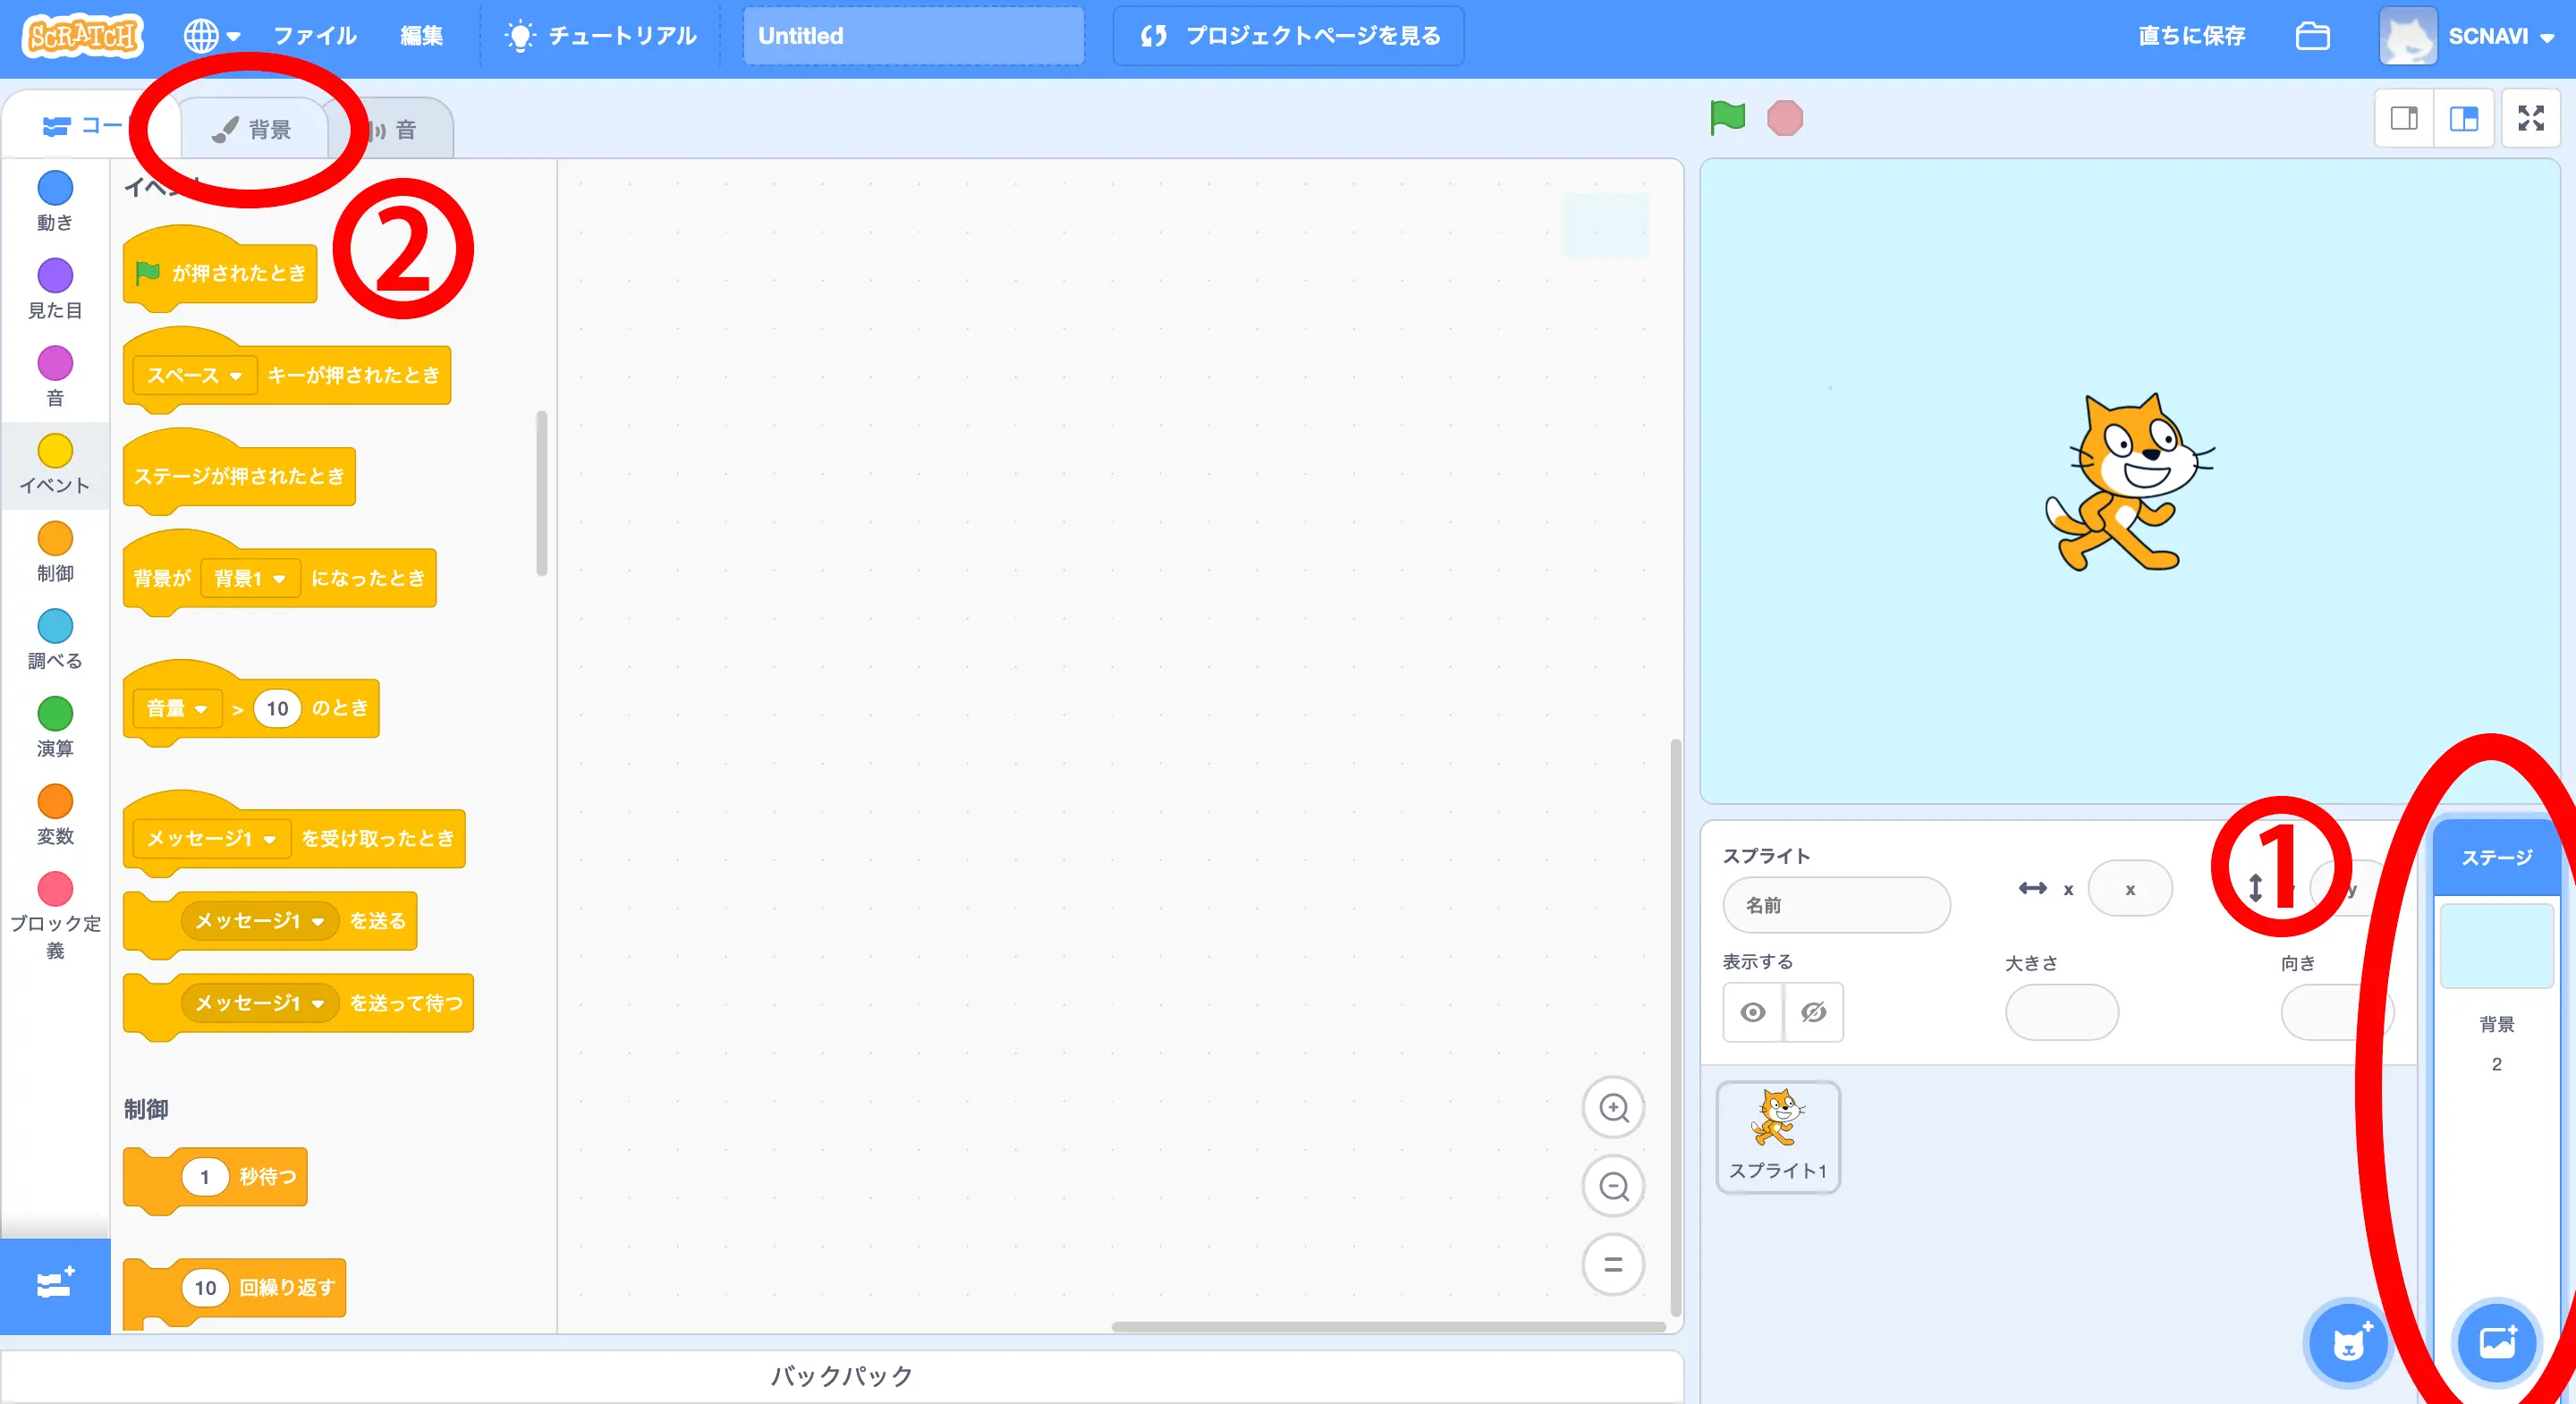 SCRATCH
ファイル
編集
チュートリアル
Untitled
プロジェクトページを見る
直ちに保存
SCNAVI
コー
背景
音
動き
見た目
音
イベント
制御
調べる
演算
変数
ブロック定
義
イベント
②
が押されたとき
スペース キーが押されたとき
ステージが押されたとき
背景が 背景1 になったとき
音量 > 10 のとき
メッセージ1 を受け取ったとき
メッセージ1 を送る
メッセージ1 を送って待つ
制御
1 秒待つ
10 回繰り返す
バックパック
スプライト
名前
x x
①
y
表示する
大きさ
向き
スプライト1
ステージ
背景
2